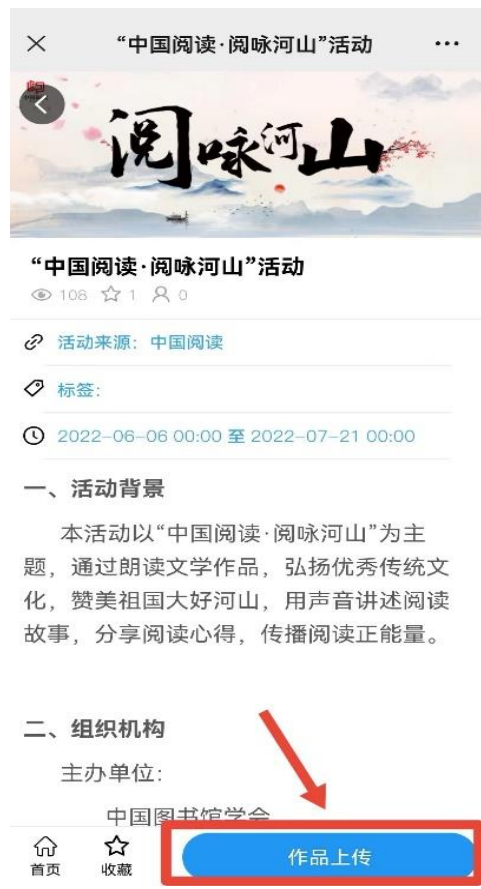 “中国阅读·阅咏河山”活动
阅咏河山
“中国阅读·阅咏河山”活动
108 1 0
活动来源：中国阅读
标签：
2022-06-06 00:00 至 2022-07-21 00:00
一、活动背景
本活动以“中国阅读·阅咏河山”为主
题，通过朗读文学作品，弘扬优秀传统文
化，赞美祖国大好河山，用声音讲述阅读
故事，分享阅读心得，传播阅读正能量。
二、组织机构
主办单位：
中国图书馆学会
首页 收藏 作品上传